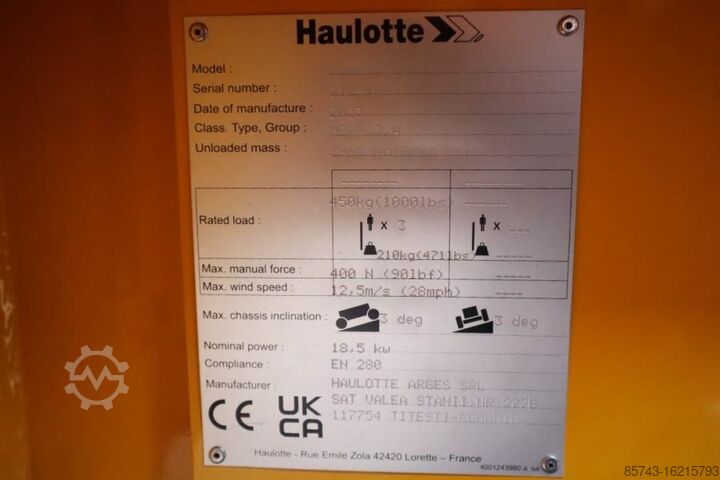 Haulotte
Model :
Serial number :
Date of manufacture :
Class. Type, Group :
Unloaded mass :
-------- --------
450kg(1000lbs) ------
Rated load :
x 3 x ---
210kg(471lbs) -----
Max. manual force : 400 N (90lbf) -----
Max. wind speed : 12,5m/s (28mph) -----
Max. chassis inclination : 3 deg 3 deg
Nominal power : 18,5 kw
Compliance : EN 280
Manufacturer : HAULOTTE ARGES SRL
SAT VALEA STANII,NR
117754 TITESTI-ROMANIA
CE UK CA
Haulotte - Rue Emile Zola 42420 Lorette – France
4001243980 a
85743-16215793